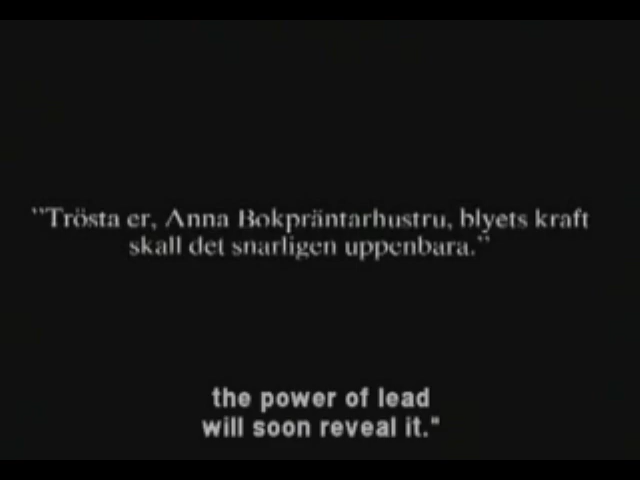 "Trösta er, Anna Bokpräntarhustru, blyets kraft
skall det snarligen uppenbara."
the power of lead
will soon reveal it."